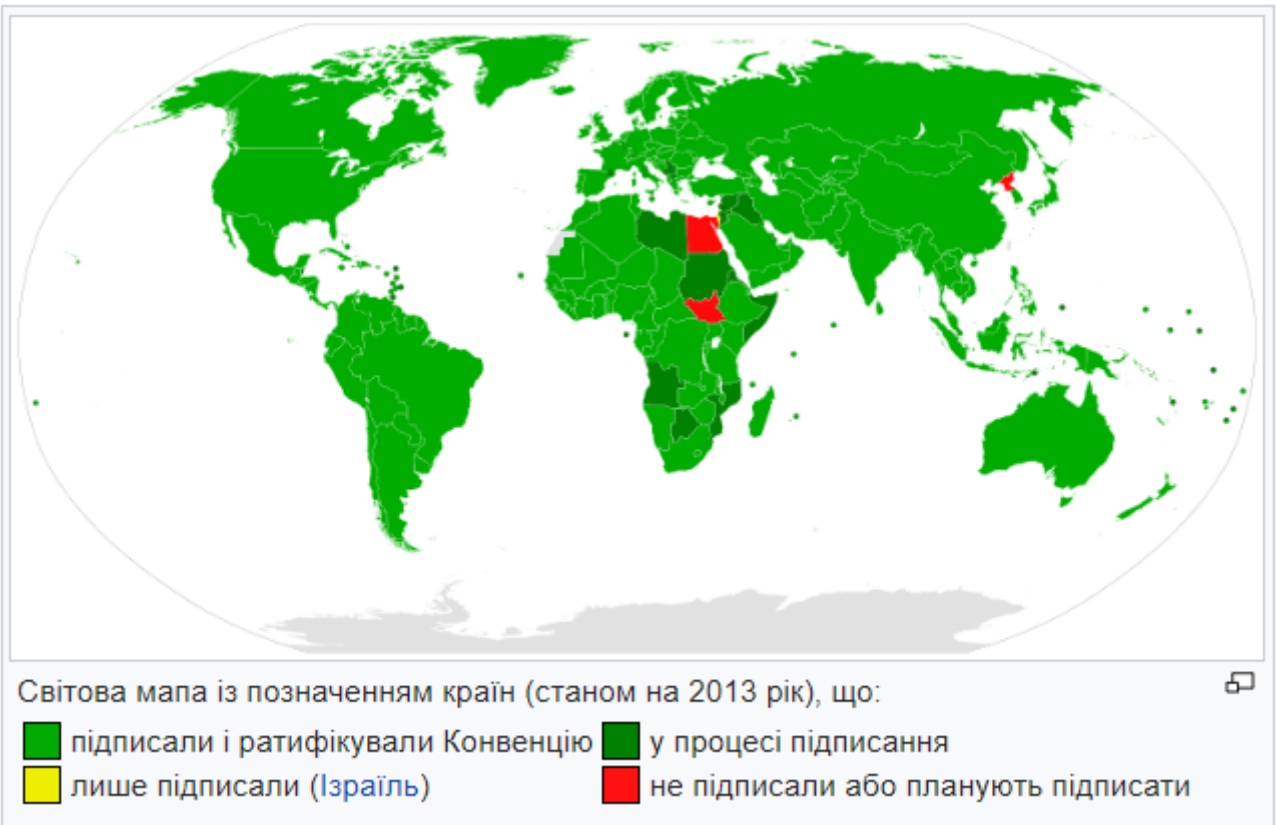 Світова мапа із позначенням країн (станом на 2013 рік), що:
підписали і ратифікували Конвенцію
у процесі підписання
лише підписали (Ізраїль)
не підписали або планують підписати